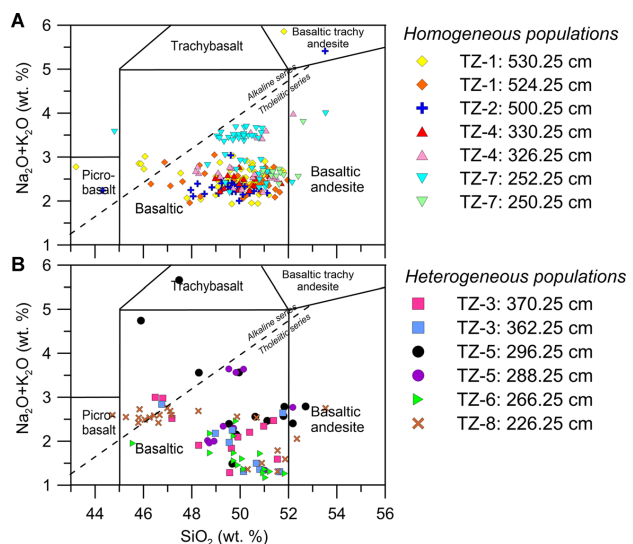 A
Na₂O+K₂O (wt. %)
6
5
4
3
2
1
Trachybasalt
Basaltic trachy
andesite
Alkaline series
Tholeiitic series
Picro-
basalt
Basaltic
Basaltic
andesite
Homogeneous populations
TZ-1: 530.25 cm
TZ-1: 524.25 cm
TZ-2: 500.25 cm
TZ-4: 330.25 cm
TZ-4: 326.25 cm
TZ-7: 252.25 cm
TZ-7: 250.25 cm
B
Na₂O+K₂O (wt. %)
6
5
4
3
2
1
Trachybasalt
Basaltic trachy
andesite
Alkaline series
Tholeiitic series
Picro-
basalt
Basaltic
Basaltic
andesite
44 46 48 50 52 54 56
SiO₂ (wt. %)
Heterogeneous populations
TZ-3: 370.25 cm
TZ-3: 362.25 cm
TZ-5: 296.25 cm
TZ-5: 288.25 cm
TZ-6: 266.25 cm
TZ-8: 226.25 cm